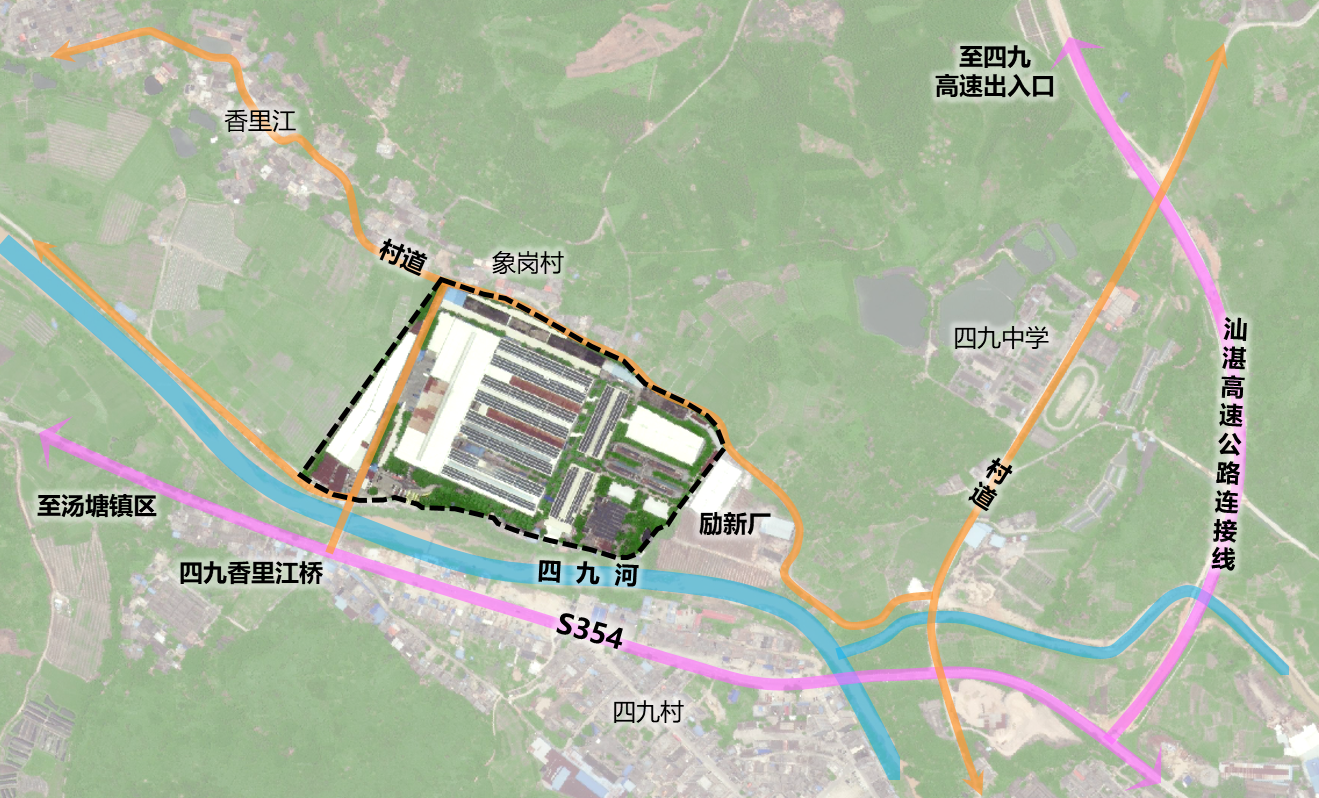 至四九
高速出入口
香里江
村道
象岗村
四九中学
汕湛高速公路连接线
村道
至汤塘镇区
励新厂
四九香里江桥
四九河
S354
四九村